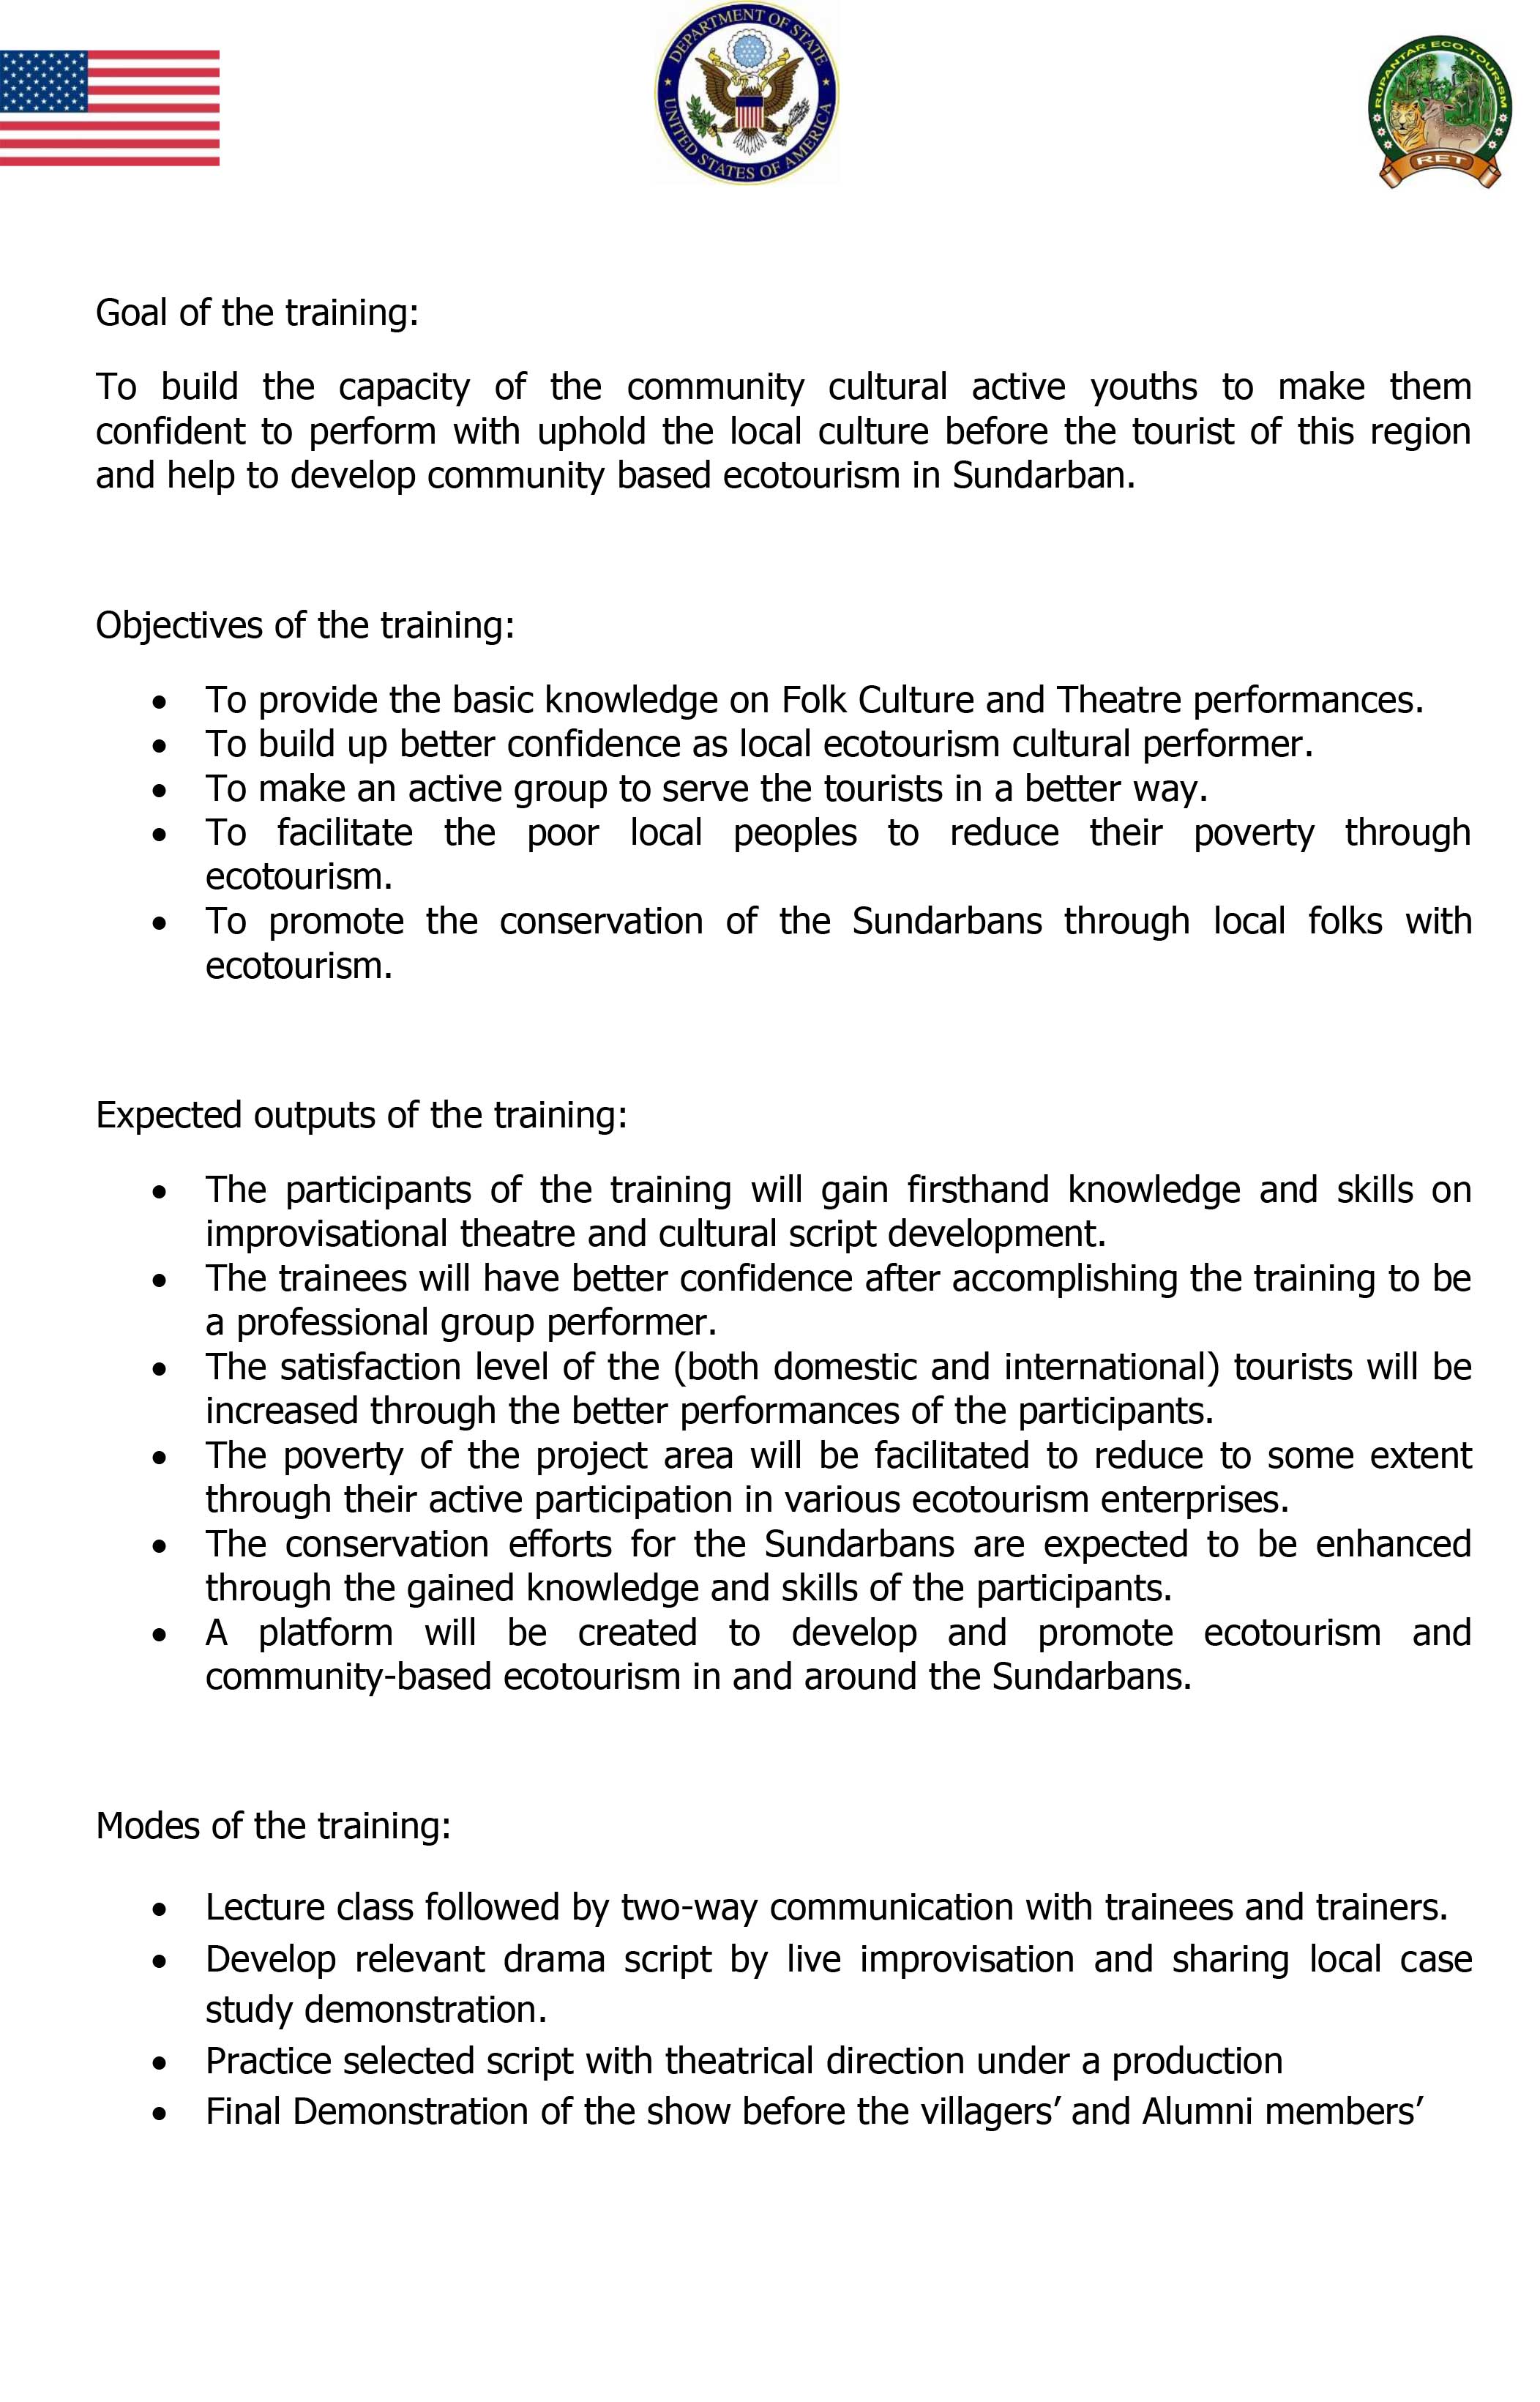 DEPARTMENT OF STATE
UNITED STATES OF AMERICA
RUPANTAR ECO-TOURISM
RET
Goal of the training:
To build the capacity of the community cultural active youths to make them
confident to perform with uphold the local culture before the tourist of this region
and help to develop community based ecotourism in Sundarban.
Objectives of the training:
• To provide the basic knowledge on Folk Culture and Theatre performances.
• To build up better confidence as local ecotourism cultural performer.
• To make an active group to serve the tourists in a better way.
• To facilitate the poor local peoples to reduce their poverty through
ecotourism.
• To promote the conservation of the Sundarbans through local folks with
ecotourism.
Expected outputs of the training:
• The participants of the training will gain firsthand knowledge and skills on
improvisational theatre and cultural script development.
• The trainees will have better confidence after accomplishing the training to be
a professional group performer.
• The satisfaction level of the (both domestic and international) tourists will be
increased through the better performances of the participants.
• The poverty of the project area will be facilitated to reduce to some extent
through their active participation in various ecotourism enterprises.
• The conservation efforts for the Sundarbans are expected to be enhanced
through the gained knowledge and skills of the participants.
• A platform will be created to develop and promote ecotourism and
community-based ecotourism in and around the Sundarbans.
Modes of the training:
• Lecture class followed by two-way communication with trainees and trainers.
• Develop relevant drama script by live improvisation and sharing local case
study demonstration.
• Practice selected script with theatrical direction under a production
• Final Demonstration of the show before the villagers’ and Alumni members’